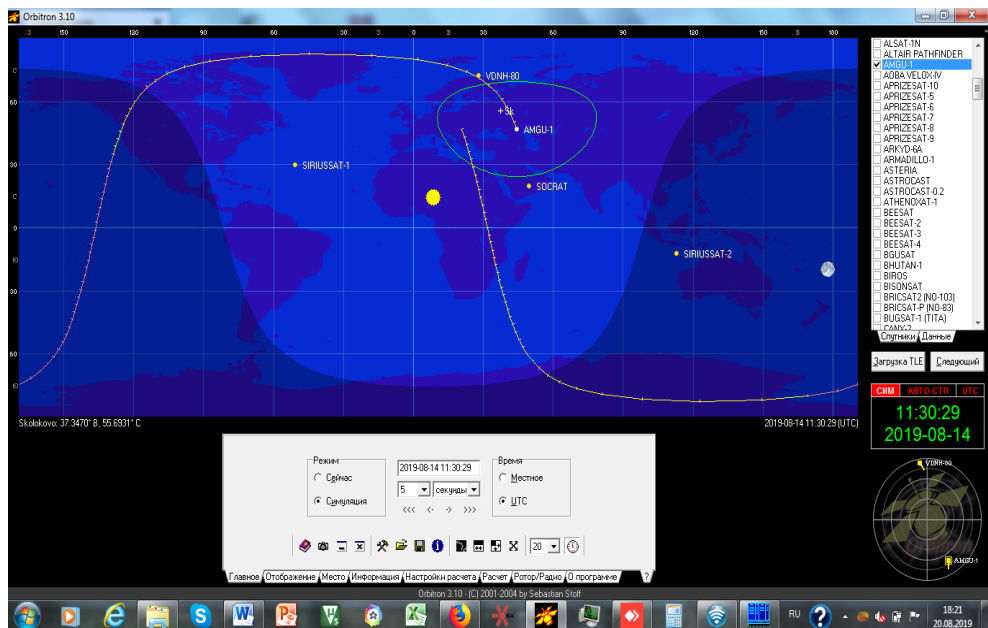 Orbitron 3.10
150 120 90 60 30 30 60 90 120 150 180
60
30
0
30
60
VDNH-80
Sk
AMGU-1
SIRIUSSAT-1
SOCRAT
SIRIUSSAT-2
Skolokovo: 37.3470° В, 55.6931° С
2019-08-14 11:30:29 (UTC)
ALSAT-1N
ALTAIR PATHFINDER
AMGU-1
AOBA VELOX-IV
APRIZESAT-10
APRIZESAT-5
APRIZESAT-6
APRIZESAT-7
APRIZESAT-8
APRIZESAT-9
ARKYD-6A
ARMADILLO-1
ASTERIA
ASTROCAST
ASTROCAST-0.2
ATHENOXAT-1
BEESAT
BEESAT-2
BEESAT-3
BEESAT-4
BGUSAT
BHUTAN-1
BIROS
BISONSAT
BRICSAT2 (NO-103)
BRICSAT-P (NO-83)
BUGSAT-1 (TITA)
CANX-2
Спутники Данные
Загрузка TLE Следующий
СИМ АВТО-СТП UTC
11:30:29
2019-08-14
VDNH-80
AMGU-1
Режим
Сейчас
Симуляция
2019-08-14 11:30:29
5 секунды
<<< <- -> >>>
Время
Местное
UTC
20
Главное Отображение Место Информация Настройки расчета Расчет Ротор/Радио О программе ?
Orbitron 3.10 - (C) 2001-2004 by Sebastian Stoff
RU
18:21
20.08.2019